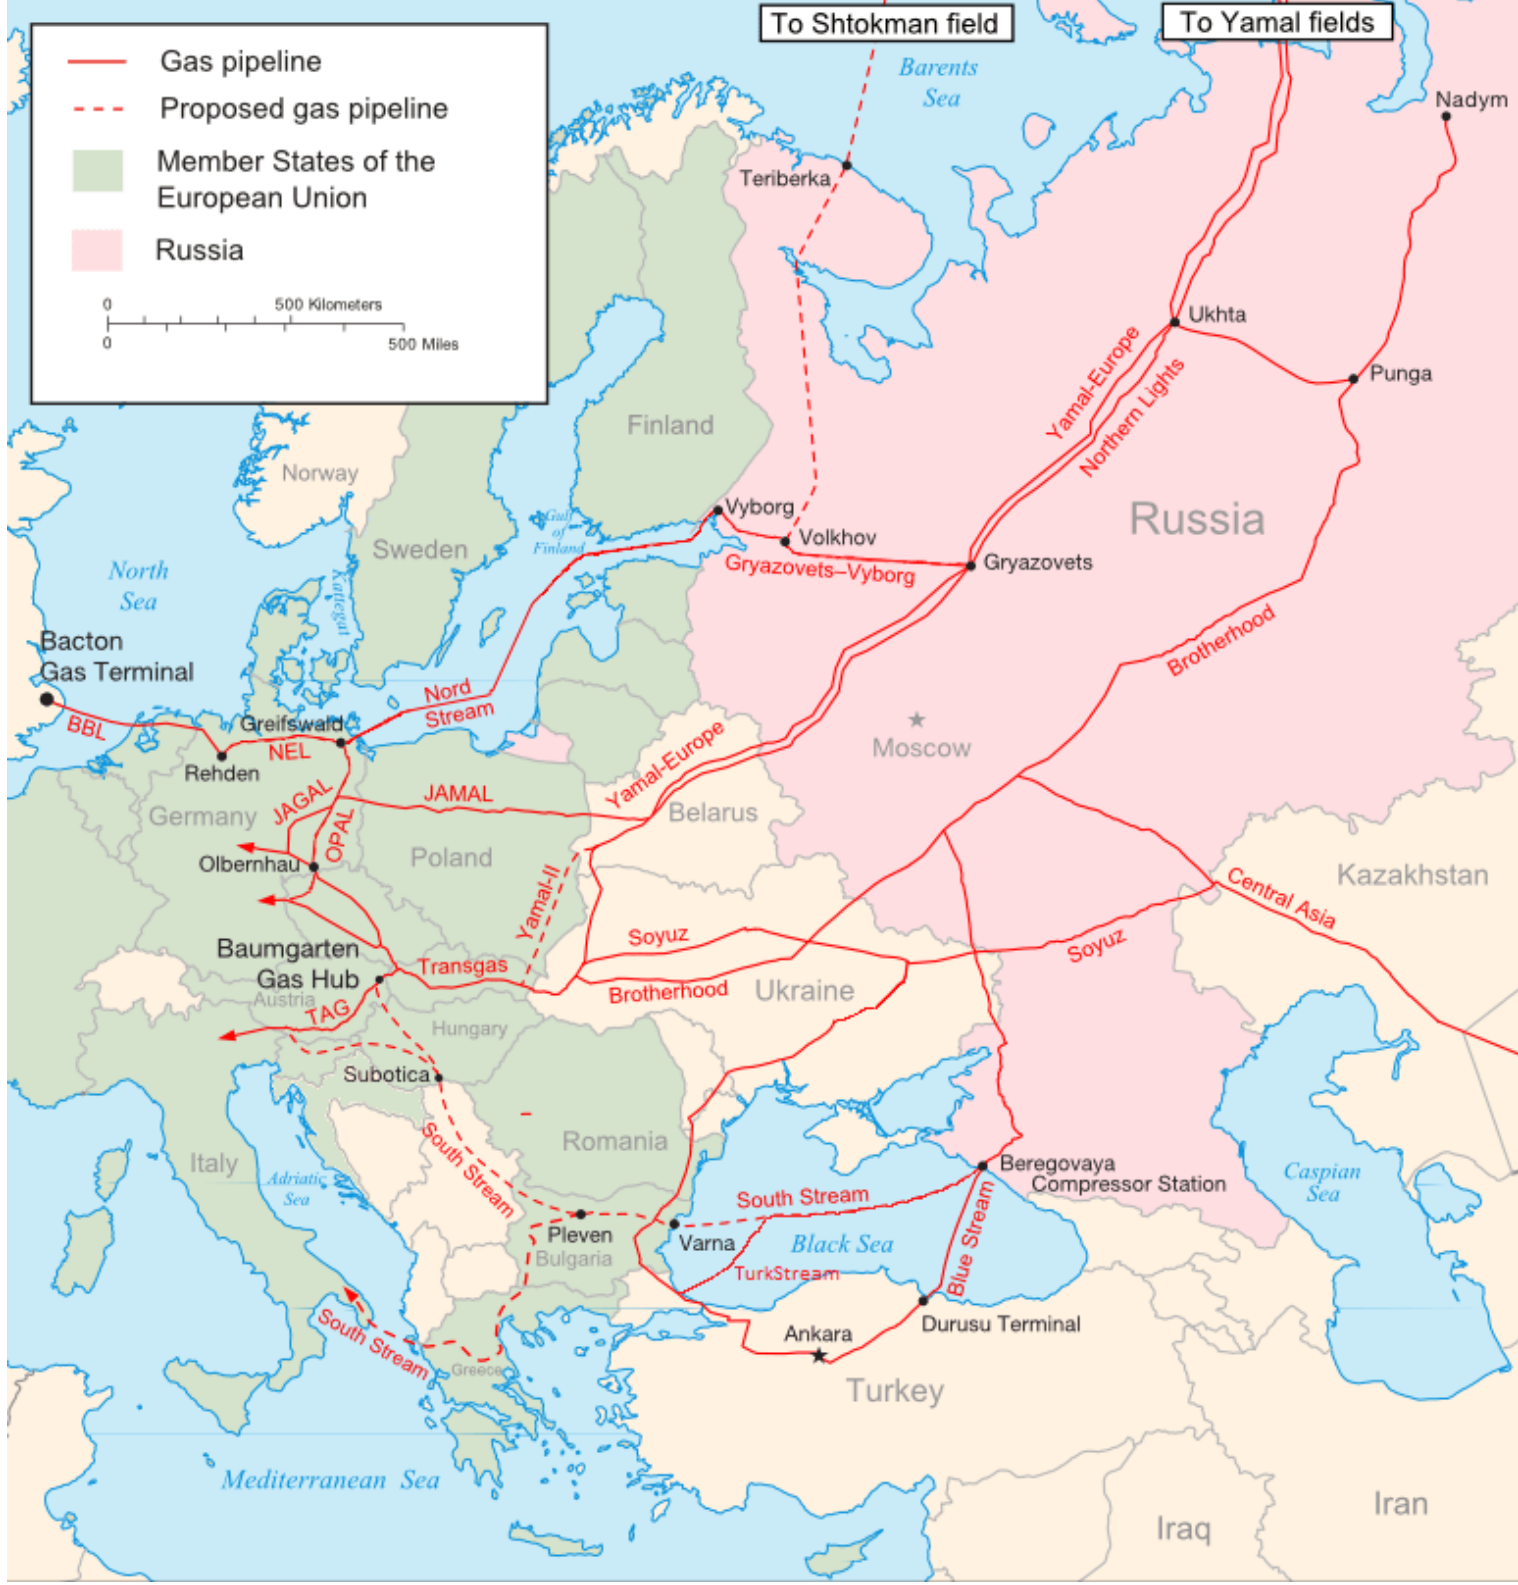 To Shtokman field
To Yamal fields
Gas pipeline
Proposed gas pipeline
Member States of the
European Union
Russia
0
500 Kilometers
0
500 Miles
Barents
Sea
Nadym
Teriberka
Ukhta
Punga
Yamal-Europe
Northern Lights
Finland
Norway
Sweden
Gulf
of
Finland
Vyborg
Volkhov
Gryazovets–Vyborg
Gryazovets
Russia
North
Sea
Kattegat
Bacton
Gas Terminal
BBL
Brotherhood
Nord
Stream
Greifswald
NEL
Rehden
Moscow
Yamal-Europe
JAGAL
JAMAL
Germany
OPAL
Belarus
Poland
Olbernhau
Yamal-II
Kazakhstan
Central Asia
Soyuz
Soyuz
Baumgarten
Gas Hub
Transgas
Brotherhood
Ukraine
Austria
TAG
Hungary
Subotica
South Stream
Romania
Italy
Adriatic
Sea
Beregovaya
Compressor Station
Caspian
Sea
South Stream
Blue Stream
Pleven
Bulgaria
Varna
Black Sea
TurkStream
South Stream
Greece
Ankara
Durusu Terminal
Turkey
Mediterranean Sea
Iraq
Iran